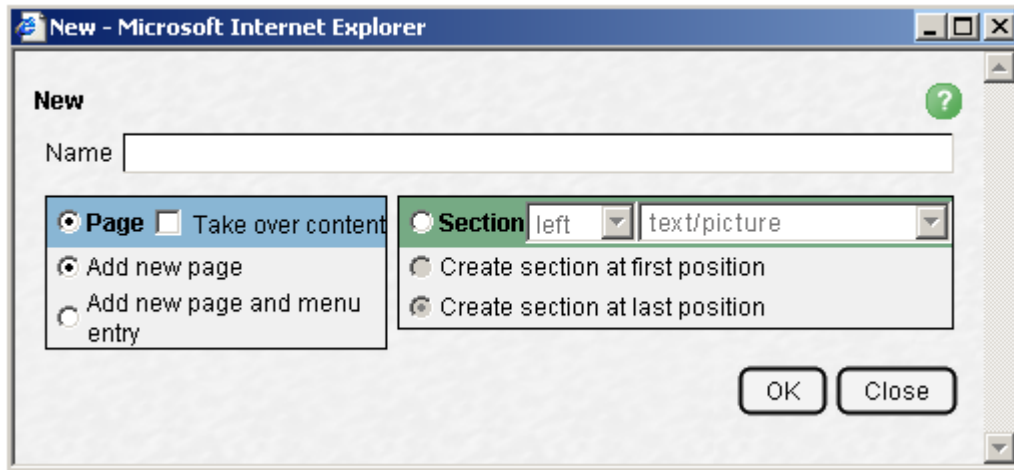 New - Microsoft Internet Explorer
New
?
Name
Page Take over content
Add new page
Add new page and menu
entry
Section left text/picture
Create section at first position
Create section at last position
OK Close